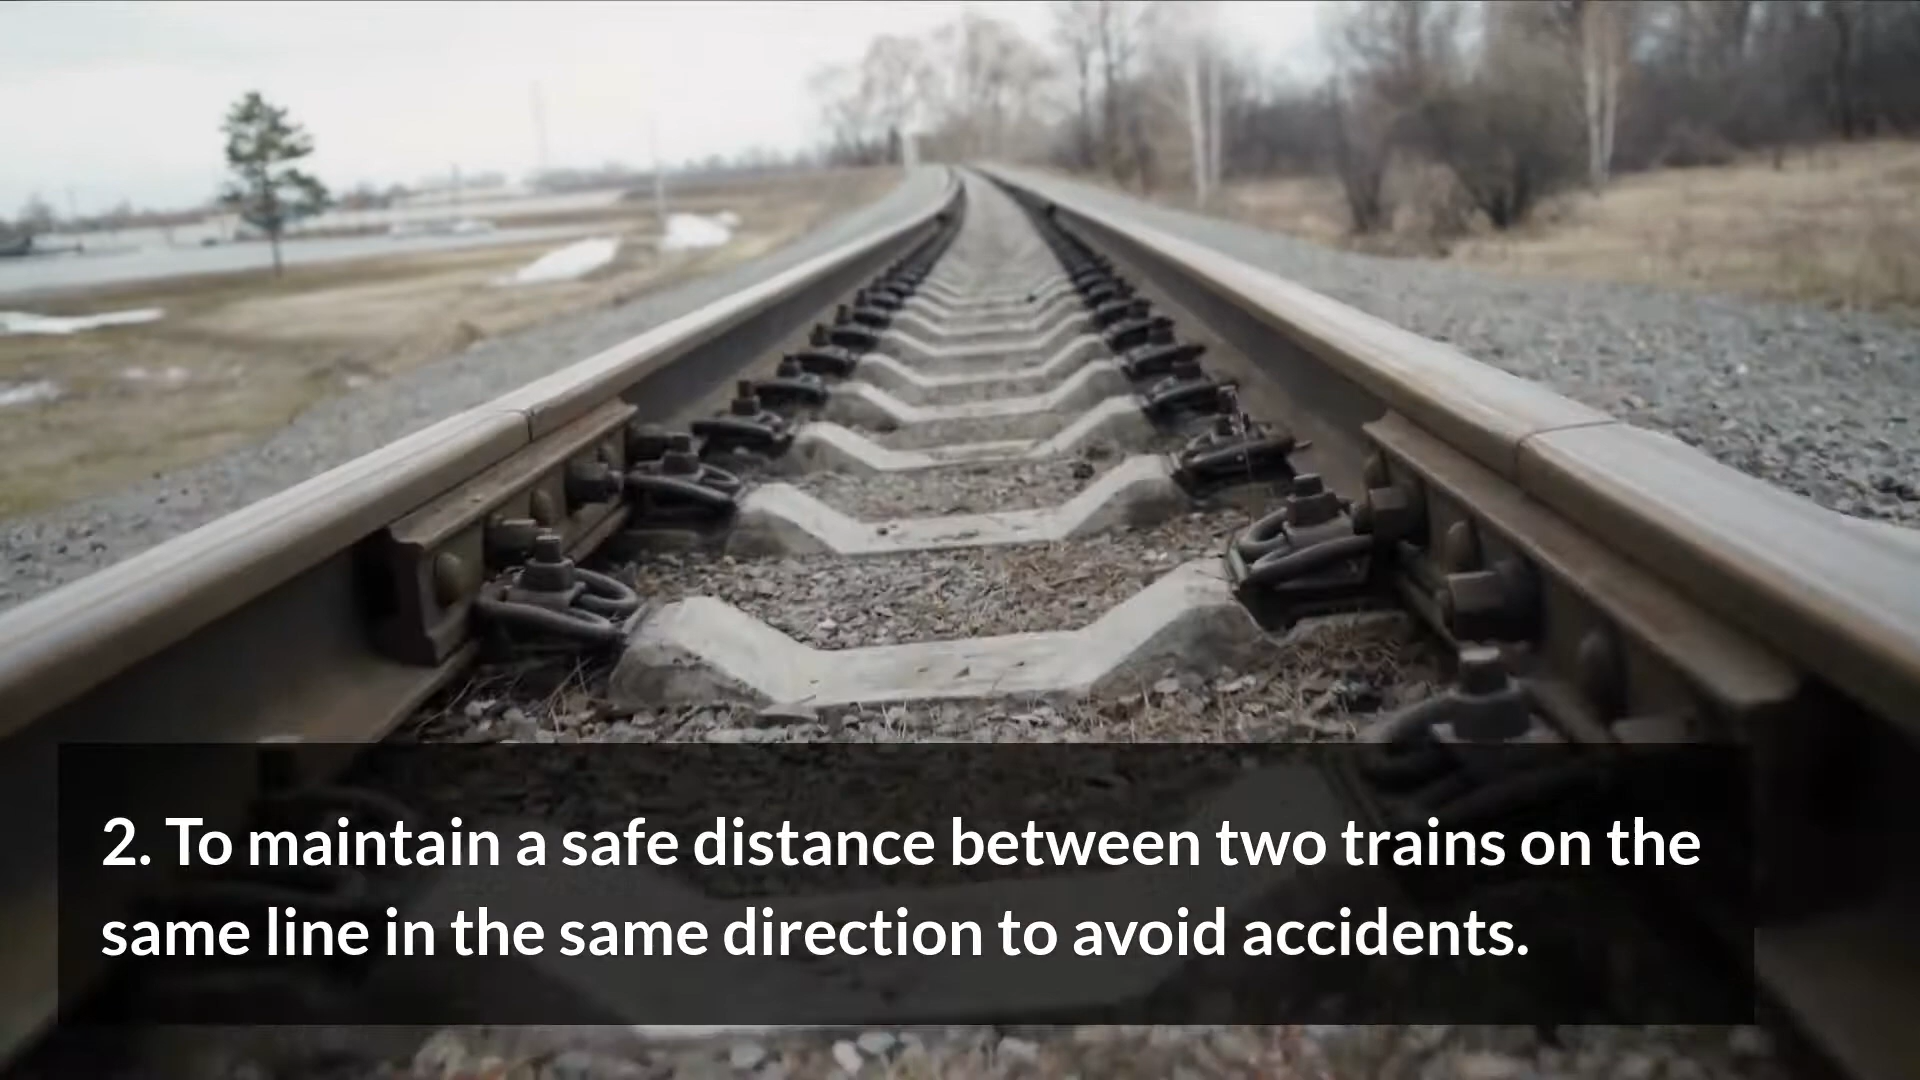 2. To maintain a safe distance between two trains on the
same line in the same direction to avoid accidents.